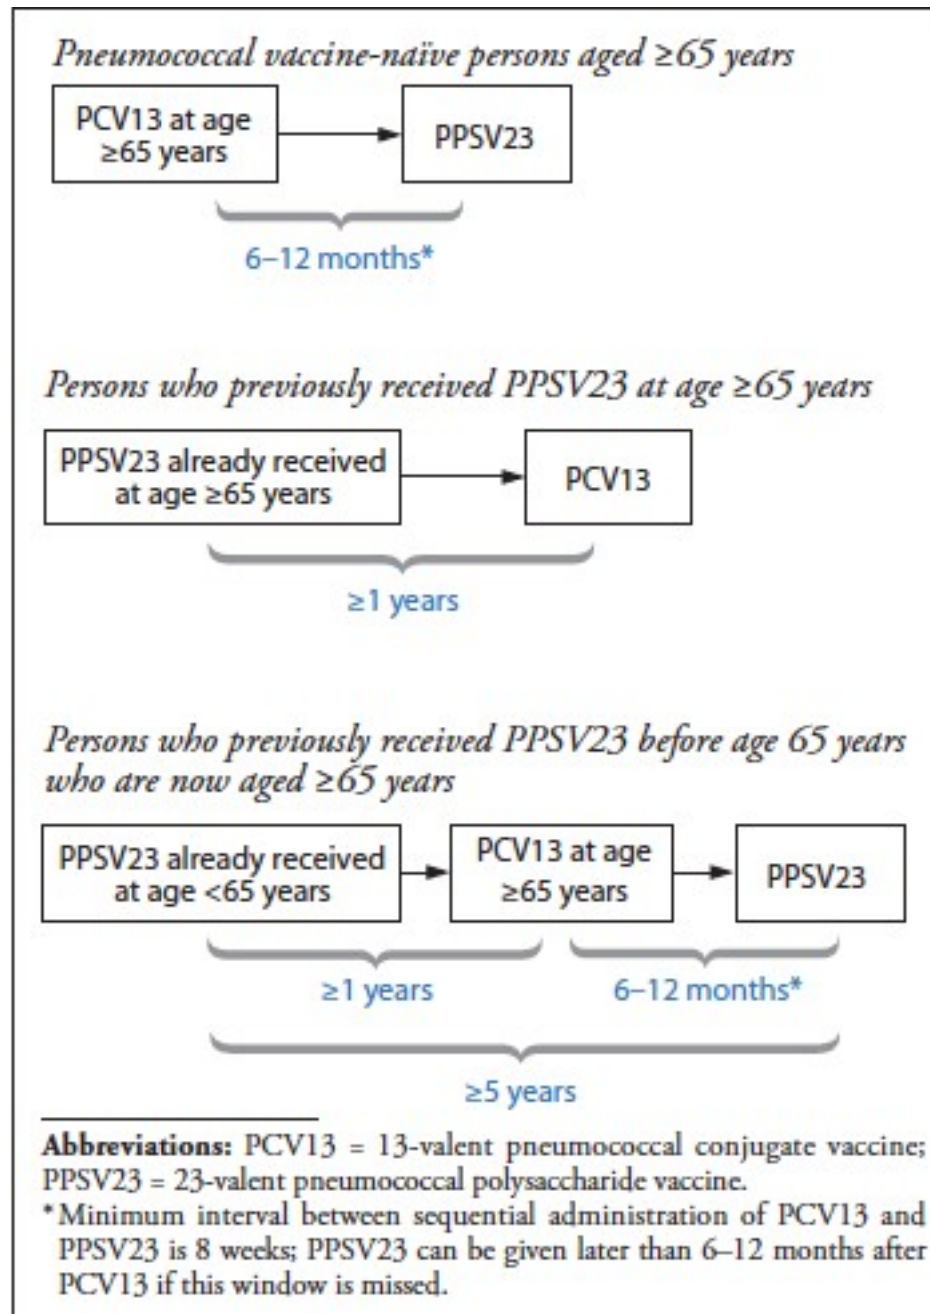 Pneumococcal vaccine-naïve persons aged ≥65 years
PCV13 at age
≥65 years
PPSV23
6–12 months*
Persons who previously received PPSV23 at age ≥65 years
PPSV23 already received
at age ≥65 years
PCV13
≥1 years
Persons who previously received PPSV23 before age 65 years
who are now aged ≥65 years
PPSV23 already received
at age <65 years
PCV13 at age
≥65 years
PPSV23
≥1 years
6–12 months*
≥5 years
Abbreviations: PCV13 = 13-valent pneumococcal conjugate vaccine;
PPSV23 = 23-valent pneumococcal polysaccharide vaccine.
*Minimum interval between sequential administration of PCV13 and
PPSV23 is 8 weeks; PPSV23 can be given later than 6–12 months after
PCV13 if this window is missed.